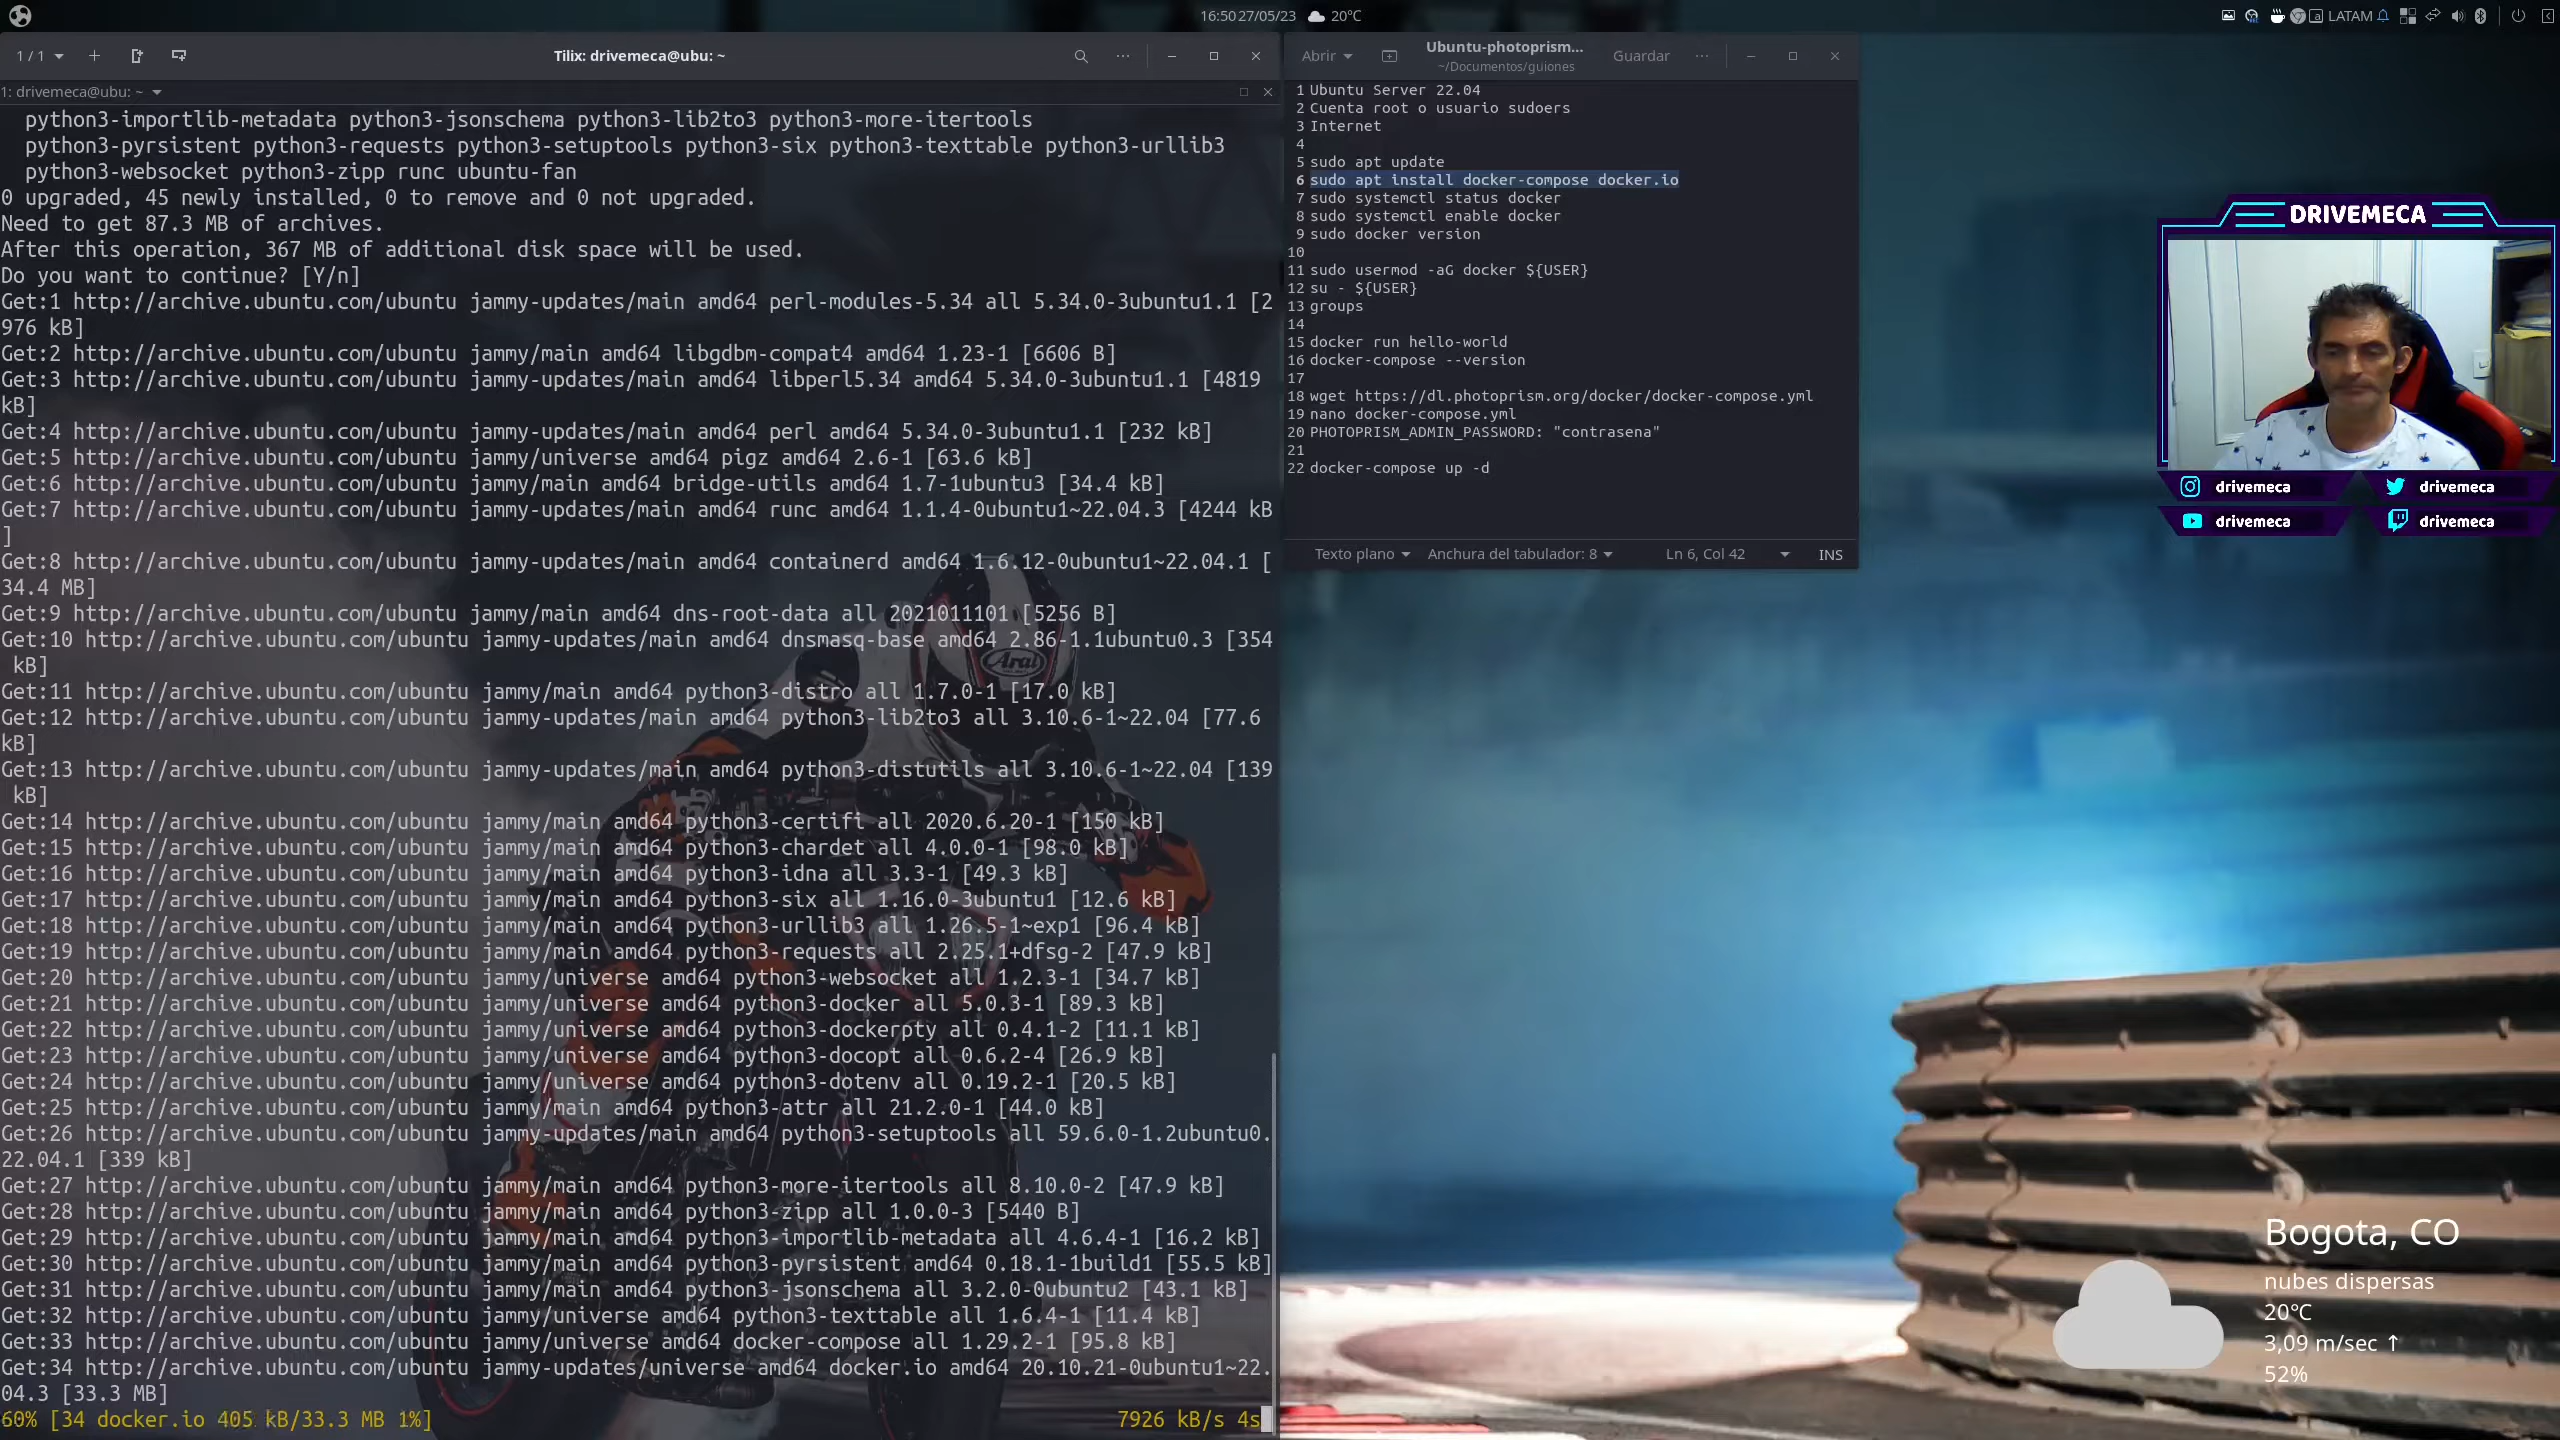 16:50 27/05/23 20°C
LATAM
1 / 1
Tilix: drivemeca@ubu: ~
1: drivemeca@ubu: ~
python3-importlib-metadata python3-jsonschema python3-lib2to3 python3-more-itertools
python3-pyrsistent python3-requests python3-setuptools python3-six python3-texttable python3-urllib3
python3-websocket python3-zipp runc ubuntu-fan
0 upgraded, 45 newly installed, 0 to remove and 0 not upgraded.
Need to get 87.3 MB of archives.
After this operation, 367 MB of additional disk space will be used.
Do you want to continue? [Y/n]
Get:1 http://archive.ubuntu.com/ubuntu jammy-updates/main amd64 perl-modules-5.34 all 5.34.0-3ubuntu1.1 [2
976 kB]
Get:2 http://archive.ubuntu.com/ubuntu jammy/main amd64 libgdbm-compat4 amd64 1.23-1 [6606 B]
Get:3 http://archive.ubuntu.com/ubuntu jammy-updates/main amd64 libperl5.34 amd64 5.34.0-3ubuntu1.1 [4819
kB]
Get:4 http://archive.ubuntu.com/ubuntu jammy-updates/main amd64 perl amd64 5.34.0-3ubuntu1.1 [232 kB]
Get:5 http://archive.ubuntu.com/ubuntu jammy/universe amd64 pigz amd64 2.6-1 [63.6 kB]
Get:6 http://archive.ubuntu.com/ubuntu jammy/main amd64 bridge-utils amd64 1.7-1ubuntu3 [34.4 kB]
Get:7 http://archive.ubuntu.com/ubuntu jammy-updates/main amd64 runc amd64 1.1.4-0ubuntu1~22.04.3 [4244 kB
]
Get:8 http://archive.ubuntu.com/ubuntu jammy-updates/main amd64 containerd amd64 1.6.12-0ubuntu1~22.04.1 [
34.4 MB]
Get:9 http://archive.ubuntu.com/ubuntu jammy/main amd64 dns-root-data all 2021011101 [5256 B]
Get:10 http://archive.ubuntu.com/ubuntu jammy-updates/main amd64 dnsmasq-base amd64 2.86-1.1ubuntu0.3 [354
kB]
Get:11 http://archive.ubuntu.com/ubuntu jammy/main amd64 python3-distro all 1.7.0-1 [17.0 kB]
Get:12 http://archive.ubuntu.com/ubuntu jammy-updates/main amd64 python3-lib2to3 all 3.10.6-1~22.04 [77.6
kB]
Get:13 http://archive.ubuntu.com/ubuntu jammy-updates/main amd64 python3-distutils all 3.10.6-1~22.04 [139
kB]
Get:14 http://archive.ubuntu.com/ubuntu jammy/main amd64 python3-certifi all 2020.6.20-1 [150 kB]
Get:15 http://archive.ubuntu.com/ubuntu jammy/main amd64 python3-chardet all 4.0.0-1 [98.0 kB]
Get:16 http://archive.ubuntu.com/ubuntu jammy/main amd64 python3-idna all 3.3-1 [49.3 kB]
Get:17 http://archive.ubuntu.com/ubuntu jammy/main amd64 python3-six all 1.16.0-3ubuntu1 [12.6 kB]
Get:18 http://archive.ubuntu.com/ubuntu jammy/main amd64 python3-urllib3 all 1.26.5-1~exp1 [96.4 kB]
Get:19 http://archive.ubuntu.com/ubuntu jammy/main amd64 python3-requests all 2.25.1+dfsg-2 [47.9 kB]
Get:20 http://archive.ubuntu.com/ubuntu jammy/universe amd64 python3-websocket all 1.2.3-1 [34.7 kB]
Get:21 http://archive.ubuntu.com/ubuntu jammy/universe amd64 python3-docker all 5.0.3-1 [89.3 kB]
Get:22 http://archive.ubuntu.com/ubuntu jammy/universe amd64 python3-dockerpty all 0.4.1-2 [11.1 kB]
Get:23 http://archive.ubuntu.com/ubuntu jammy/universe amd64 python3-docopt all 0.6.2-4 [26.9 kB]
Get:24 http://archive.ubuntu.com/ubuntu jammy/universe amd64 python3-dotenv all 0.19.2-1 [20.5 kB]
Get:25 http://archive.ubuntu.com/ubuntu jammy/main amd64 python3-attr all 21.2.0-1 [44.0 kB]
Get:26 http://archive.ubuntu.com/ubuntu jammy-updates/main amd64 python3-setuptools all 59.6.0-1.2ubuntu0.
22.04.1 [339 kB]
Get:27 http://archive.ubuntu.com/ubuntu jammy/main amd64 python3-more-itertools all 8.10.0-2 [47.9 kB]
Get:28 http://archive.ubuntu.com/ubuntu jammy/main amd64 python3-zipp all 1.0.0-3 [5440 B]
Get:29 http://archive.ubuntu.com/ubuntu jammy/main amd64 python3-importlib-metadata all 4.6.4-1 [16.2 kB]
Get:30 http://archive.ubuntu.com/ubuntu jammy/main amd64 python3-pyrsistent amd64 0.18.1-1build1 [55.5 kB]
Get:31 http://archive.ubuntu.com/ubuntu jammy/main amd64 python3-jsonschema all 3.2.0-0ubuntu2 [43.1 kB]
Get:32 http://archive.ubuntu.com/ubuntu jammy/universe amd64 python3-texttable all 1.6.4-1 [11.4 kB]
Get:33 http://archive.ubuntu.com/ubuntu jammy/universe amd64 docker-compose all 1.29.2-1 [95.8 kB]
Get:34 http://archive.ubuntu.com/ubuntu jammy-updates/universe amd64 docker.io amd64 20.10.21-0ubuntu1~22.
04.3 [33.3 MB]
60% [34 docker.io 405 kB/33.3 MB 1%] 7926 kB/s 4s
Arai
Abrir
Ubuntu-photoprism...
~/Documentos/guiones
Guardar
1 Ubuntu Server 22.04
2 Cuenta root o usuario sudoers
3 Internet
4
5 sudo apt update
6 sudo apt install docker-compose docker.io
7 sudo systemctl status docker
8 sudo systemctl enable docker
9 sudo docker version
10
11 sudo usermod -aG docker ${USER}
12 su - ${USER}
13 groups
14
15 docker run hello-world
16 docker-compose --version
17
18 wget https://dl.photoprism.org/docker/docker-compose.yml
19 nano docker-compose.yml
20 PHOTOPRISM_ADMIN_PASSWORD: "contrasena"
21
22 docker-compose up -d
Texto plano Anchura del tabulador: 8 Ln 6, Col 42 INS
DRIVEMECA
drivemeca drivemeca
drivemeca drivemeca
Bogota, CO
nubes dispersas
20°C
3,09 m/sec ↑
52%